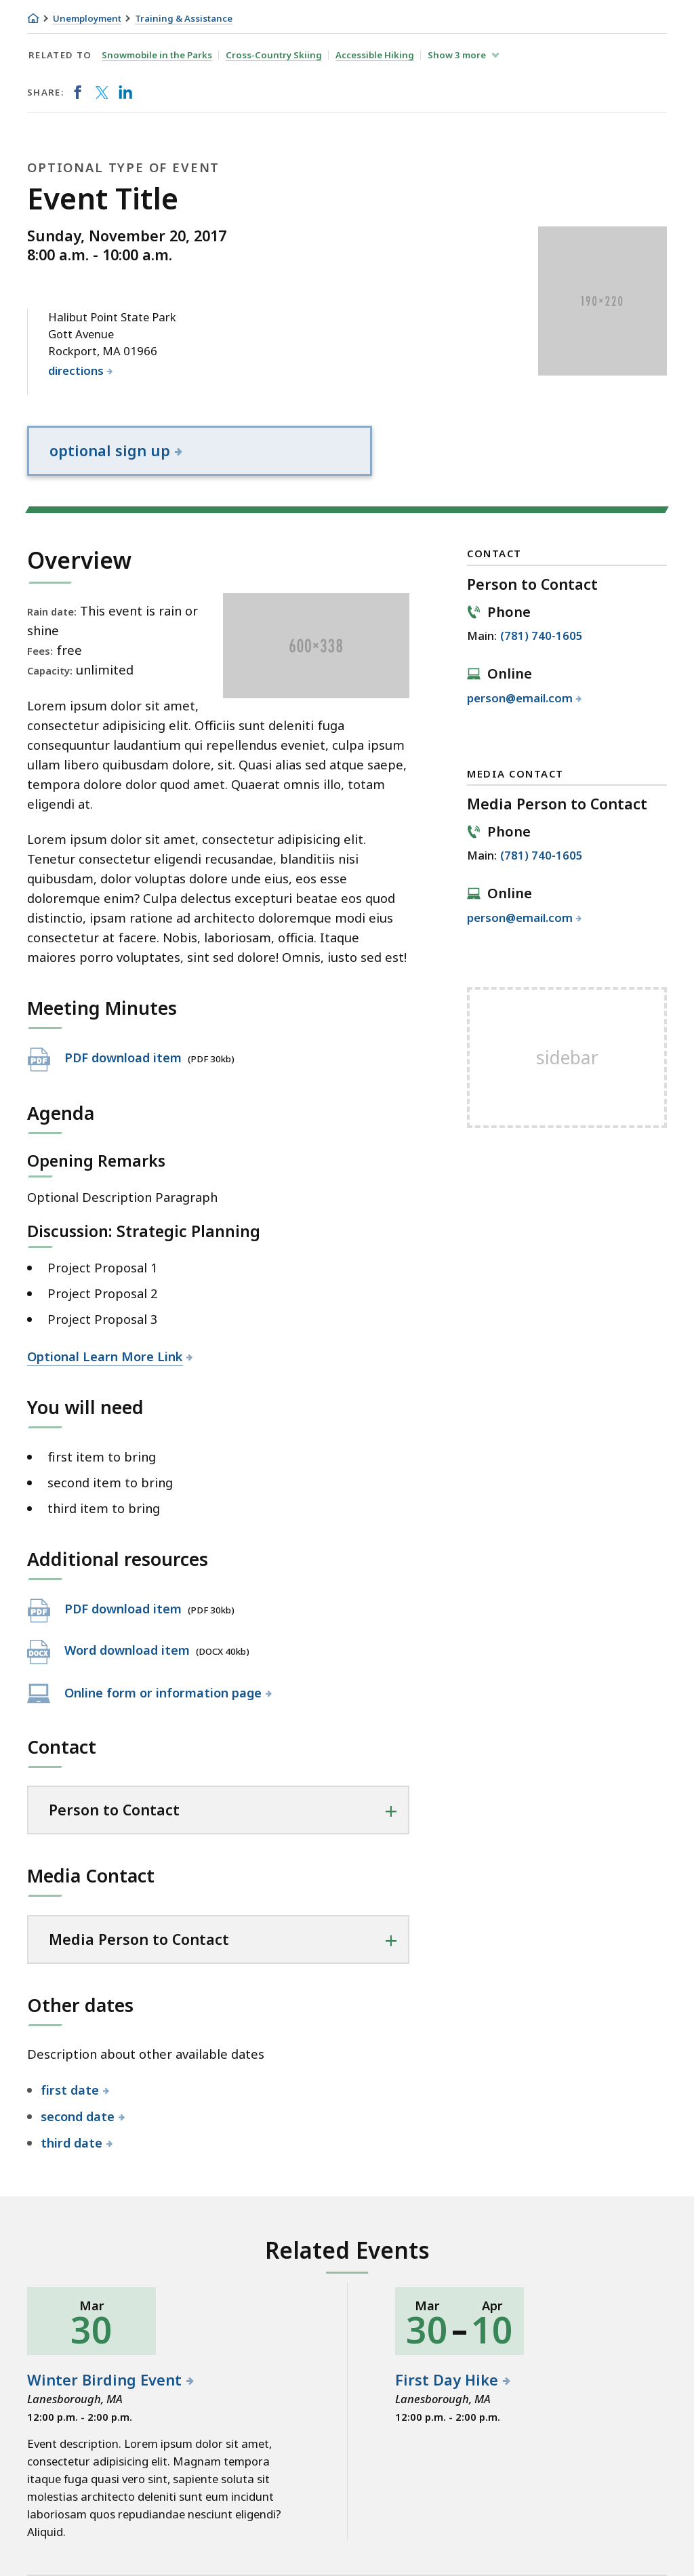 Unemployment Training & Assistance
RELATED TO Snowmobile in the Parks Cross-Country Skiing Accessible Hiking Show 3 more
SHARE:
OPTIONAL TYPE OF EVENT
Event Title
Sunday, November 20, 2017
8:00 a.m. - 10:00 a.m.
190×220
Halibut Point State Park
Gott Avenue
Rockport, MA 01966
directions
optional sign up
Overview
Rain date: This event is rain or
shine
Fees: free
Capacity: unlimited
600×338
Lorem ipsum dolor sit amet,
consectetur adipisicing elit. Officiis sunt deleniti fuga
consequuntur laudantium qui repellendus eveniet, culpa ipsum
ullam libero quibusdam dolore, sit. Quasi alias sed atque saepe,
tempora dolore dolor quod amet. Quaerat omnis illo, totam
eligendi at.
Lorem ipsum dolor sit amet, consectetur adipisicing elit.
Tenetur consectetur eligendi recusandae, blanditiis nisi
quibusdam, dolor voluptas dolore unde eius, eos esse
doloremque enim? Culpa delectus excepturi beatae eos quod
distinctio, ipsam ratione ad architecto doloremque modi eius
consectetur at facere. Nobis, laboriosam, officia. Itaque
maiores porro voluptates, sint sed dolore! Omnis, iusto sed est!
Meeting Minutes
PDF PDF download item (PDF 30kb)
Agenda
Opening Remarks
Optional Description Paragraph
Discussion: Strategic Planning
Project Proposal 1
Project Proposal 2
Project Proposal 3
Optional Learn More Link
You will need
first item to bring
second item to bring
third item to bring
Additional resources
PDF PDF download item (PDF 30kb)
DOCX Word download item (DOCX 40kb)
Online form or information page
Contact
Person to Contact
Media Contact
Media Person to Contact
Other dates
Description about other available dates
first date
second date
third date
CONTACT
Person to Contact
Phone
Main: (781) 740-1605
Online
person@email.com
MEDIA CONTACT
Media Person to Contact
Phone
Main: (781) 740-1605
Online
person@email.com
sidebar
Related Events
Mar
30
Winter Birding Event
Lanesborough, MA
12:00 p.m. - 2:00 p.m.
Event description. Lorem ipsum dolor sit amet,
consectetur adipisicing elit. Magnam tempora
itaque fuga quasi vero sint, sapiente soluta sit
molestias architecto deleniti sunt eum incidunt
laboriosam quos repudiandae nesciunt eligendi?
Aliquid.
Mar Apr
30 – 10
First Day Hike
Lanesborough, MA
12:00 p.m. - 2:00 p.m.